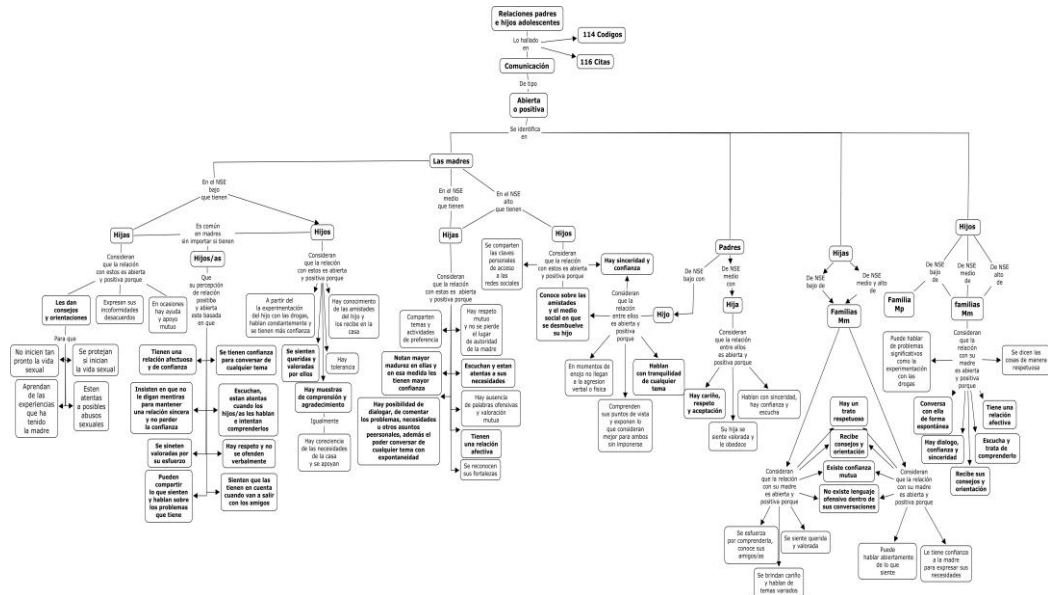 Relaciones padres
e hijos adolescentes
Lo hallado
en
114 Codigos
116 Citas
Comunicación
De tipo
Abierta
o positiva
Se identifica
en
Las madres
En el NSE
bajo
que tienen
Hijas
Es común
en madres
sin importar si tienen
Hijos
Hijos/as
Consideran
que la relación
con estos es abierta
y positiva porque
Les dan
consejos y
orientaciones
Expresan sus
incoformidades
desacuerdos
En ocasiones
hay ayuda
y apoyo
mutuo
Para que
No inicien tan
pronto la vida
sexual
Se protejan
si inician
la vida sexual
Aprendan
de las
experiencias
que ha
tenido
la madre
Esten
atentas
a posibles
abusos
sexuales
Que
su percepción
de relación
positiba
y abierta
esta basada
en que
Tienen una
relación afectuosa
y de confianza
Se tienen confianza
para conversar de
cualquier tema
Insisten en que no
le digan mentiras
para mantener
una relación sincera
y no perder
la confianza
Escuchan,
estan atentas
cuando los
hijos/as les hablan
e intentan
comprenderlos
Se sineten
valoradas por
su esfuerzo
Hay respeto y no
se ofenden
verbalmente
Pueden
compartir
lo que sienten
y hablan sobre
los problemas
que tiene
Sienten que las
tienen en cuenta
cuando van a salir
con los amigos
Consideran
que la relación
con estos es abierta
y positiva porque
A partir del
la experimentación
del hijo con las drogas,
hablan constantemente y
se tienen más confianza
Hay conocimiento
de las amistades
del hijo y
los recibe en la
casa
Se sienten
queridas y
valoradas
por ellos
Hay
tolerancia
Hay muestras
de comprensión y
agradecimiento
Igualmente
Hay consciencia
de las necesidades
de la casa
y se apoyan
En el NSE
medio
que tienen
Hijas
Consideran
que la relación
con estas es abierta
y positiva porque
Comparten
temas y
actividades de
preferencia
Hay respeto
mutuo
y no se pierde
el lugar
de autoridad
de la madre
Notan mayor
madurez en ellas y
en esa medida les
tienen mayor
confianza
Escuchan y estan
atentas a sus
necesidades
Hay posibilidad de
dialogar, de comentar
los problemas, necesidades
u otros asuntos
peersonales, además el
poder conversar de
cualquier tema con
espontaneidad
Hay ausencia
de palabras ofensivas
y valoración
mutuo
Tienen
una
relación
afectiva
Se reconocen
sus fortalezas
En el NSE
alto
que tienen
Hijos
Consideran
que la relación
con estos es abierta
y positiva porque
Se comparten
las claves
personales
de acceso
a las
redes sociales
Hay sinceridad y
confianza
Conoce sobre las
amistades
y el medio
social en que
se desmbuelve
su hijo
Padres
De NSE
bajo con
Hijo
Consideran
que la
relación
entre ellos
es abierta y
positiva porque
En momentos de
enojo no llegan
a la agresion
verbal o fisica
Hablan
con tranquilidad
de cualquier
tema
Comprenden
sus puntos de vista
y exponen lo
que consideran
mejor para ambos
sin imponerse
De NSE
medio
con
Hija
Consideran
que la
relación
entre ellos
es abierta y
positiva porque
Hay cariño,
respeto
y aceptación
Hablan con
sinceridad,
hay confianza y
escucha
Su hija se
siente valorada y
le obedece
Hijas
De NSE
bajo de
De NSE
medio y alto
de
Familias
Mm
Hay un
trato
respetuoso
Recibe
consejos y
orientación
Existe confianza
mutua
No existe lenguaje
ofensivo dentro de
sus conversaciones
Consideran
que la relación
con su madre
es abierta y
positiva porque
Se esfuerza
por comprenderla,
conoce sus
amigos/as
Se siente querida
y valorada
Se brindan cariño
y hablan de
temas variados
Consideran
que la relación
con su madre
es abierta y
positiva porque
Puede
hablar abiertamente
de lo que
siente
Le tiene confianza
a la madre
para expresar sus
necesidades
Hijos
De NSE
bajo de
De NSE
medio
de
De NSE
alto
de
Familia
Mp
familias
Mm
Consideran
que la
relación
con su
madre es
abierta y
positiva
porque
Puede hablar
de problemas
significativos
como la
experimentación
con las
drogas
Se dicen las
cosas de manera
respetuosa
Conversa
con ella de
forma
espontánea
Tiene una
relación
afectiva
Hay dialogo,
confianza y
sinceridad
Escucha y
trata de
comprenderlo
Recibe sus
consejos y
orientación